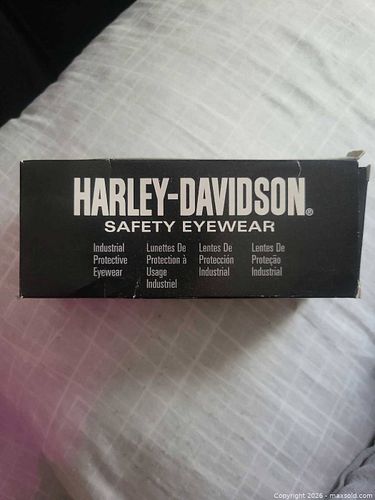 HARLEY-DAVIDSON®
SAFETY EYEWEAR
Industrial
Protective
Eyewear
Lunettes De
Protection à
Usage
Industriel
Lentes De
Protección
Industrial
Lentes De
Proteção
Industrial
Copyright 2026 - maxsold.com